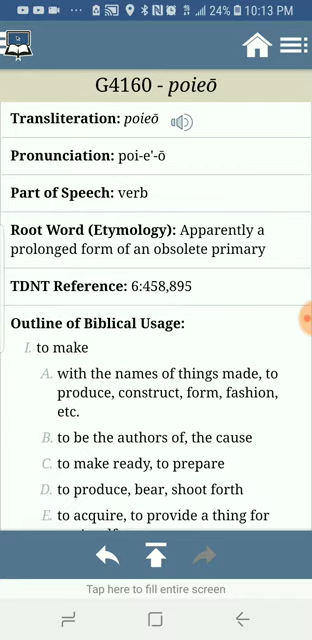 24% 10:13 PM
G4160 - poieō
Transliteration: poieō
Pronunciation: poi-e'-ō
Part of Speech: verb
Root Word (Etymology): Apparently a
prolonged form of an obsolete primary
TDNT Reference: 6:458,895
Outline of Biblical Usage:
I. to make
A. with the names of things made, to
produce, construct, form, fashion,
etc.
B. to be the authors of, the cause
C. to make ready, to prepare
D. to produce, bear, shoot forth
E. to acquire, to provide a thing for
Tap here to fill entire screen